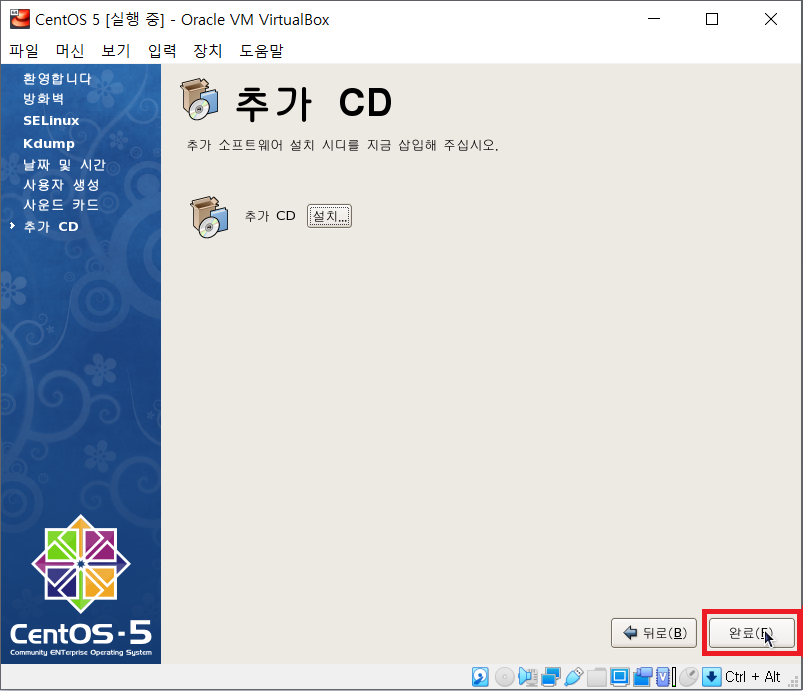 CentOS 5 [실행 중] - Oracle VM VirtualBox
파일 머신 보기 입력 장치 도움말
환영합니다
방화벽
SELinux
Kdump
날짜 및 시간
사용자 생성
사운드 카드
추가 CD
추가 CD
추가 소프트웨어 설치 시디를 지금 삽입해 주십시오.
추가 CD 설치...
CentOS-5
Community ENTerprise Operating System
뒤로(B) 완료(F)
Ctrl + Alt